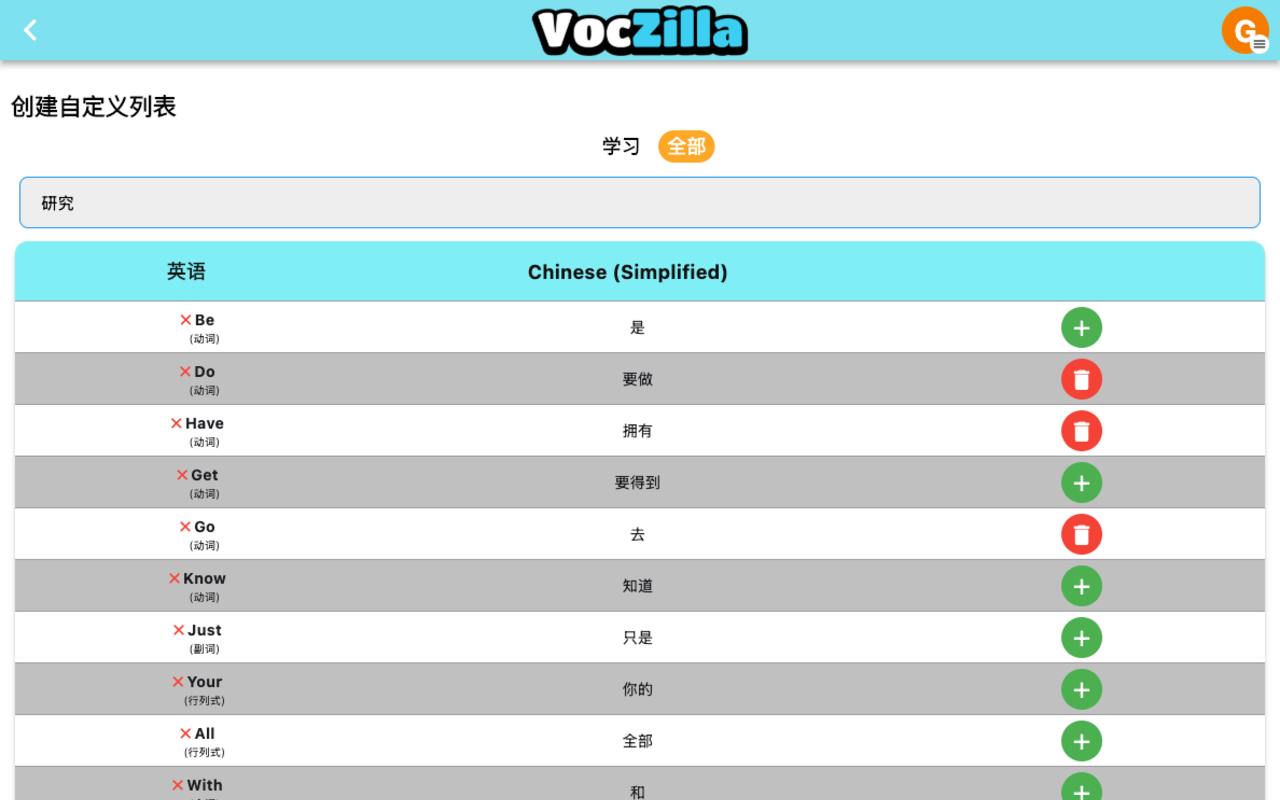 VocZilla
G
创建自定义列表
学习 全部
研究
英语 Chinese (Simplified)
Be 是
(动词)
Do 要做
(动词)
Have 拥有
(动词)
Get 要得到
(动词)
Go 去
(动词)
Know 知道
(动词)
Just 只是
(副词)
Your 你的
(行列式)
All 全部
(行列式)
With 和